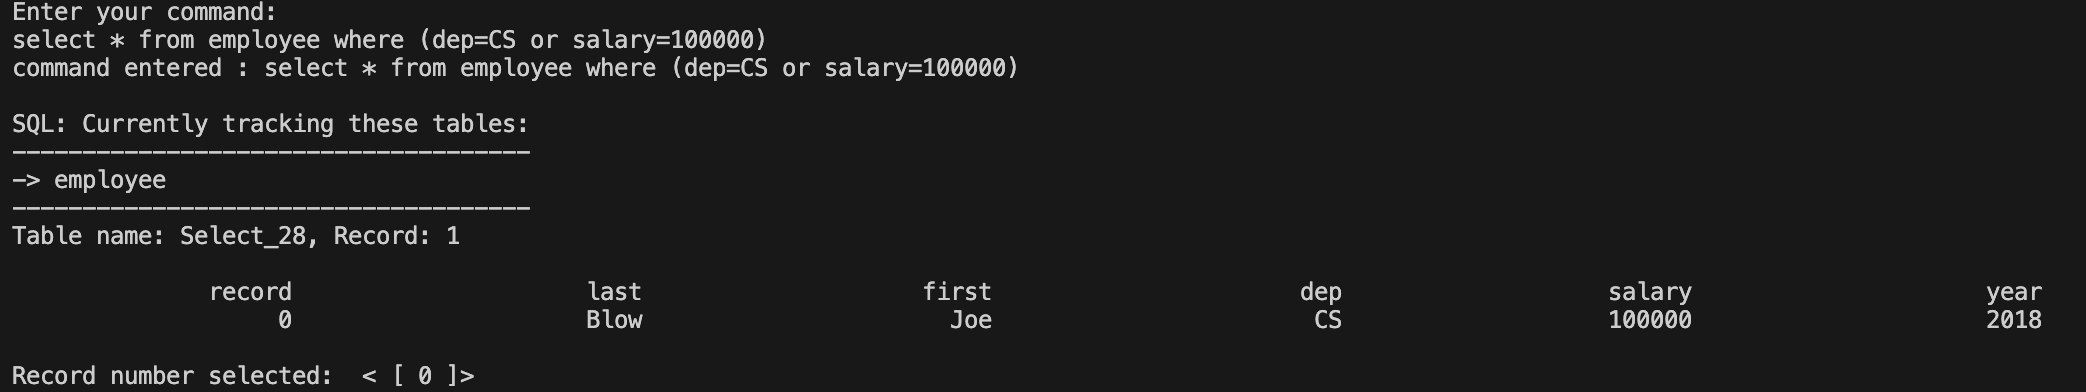 Enter your command:
select * from employee where (dep=CS or salary=100000)
command entered : select * from employee where (dep=CS or salary=100000)
SQL: Currently tracking these tables:
-------------------------------------
-> employee
-------------------------------------
Table name: Select_28, Record: 1
record last first dep salary year
0 Blow Joe CS 100000 2018
Record number selected:  < [ 0 ]>